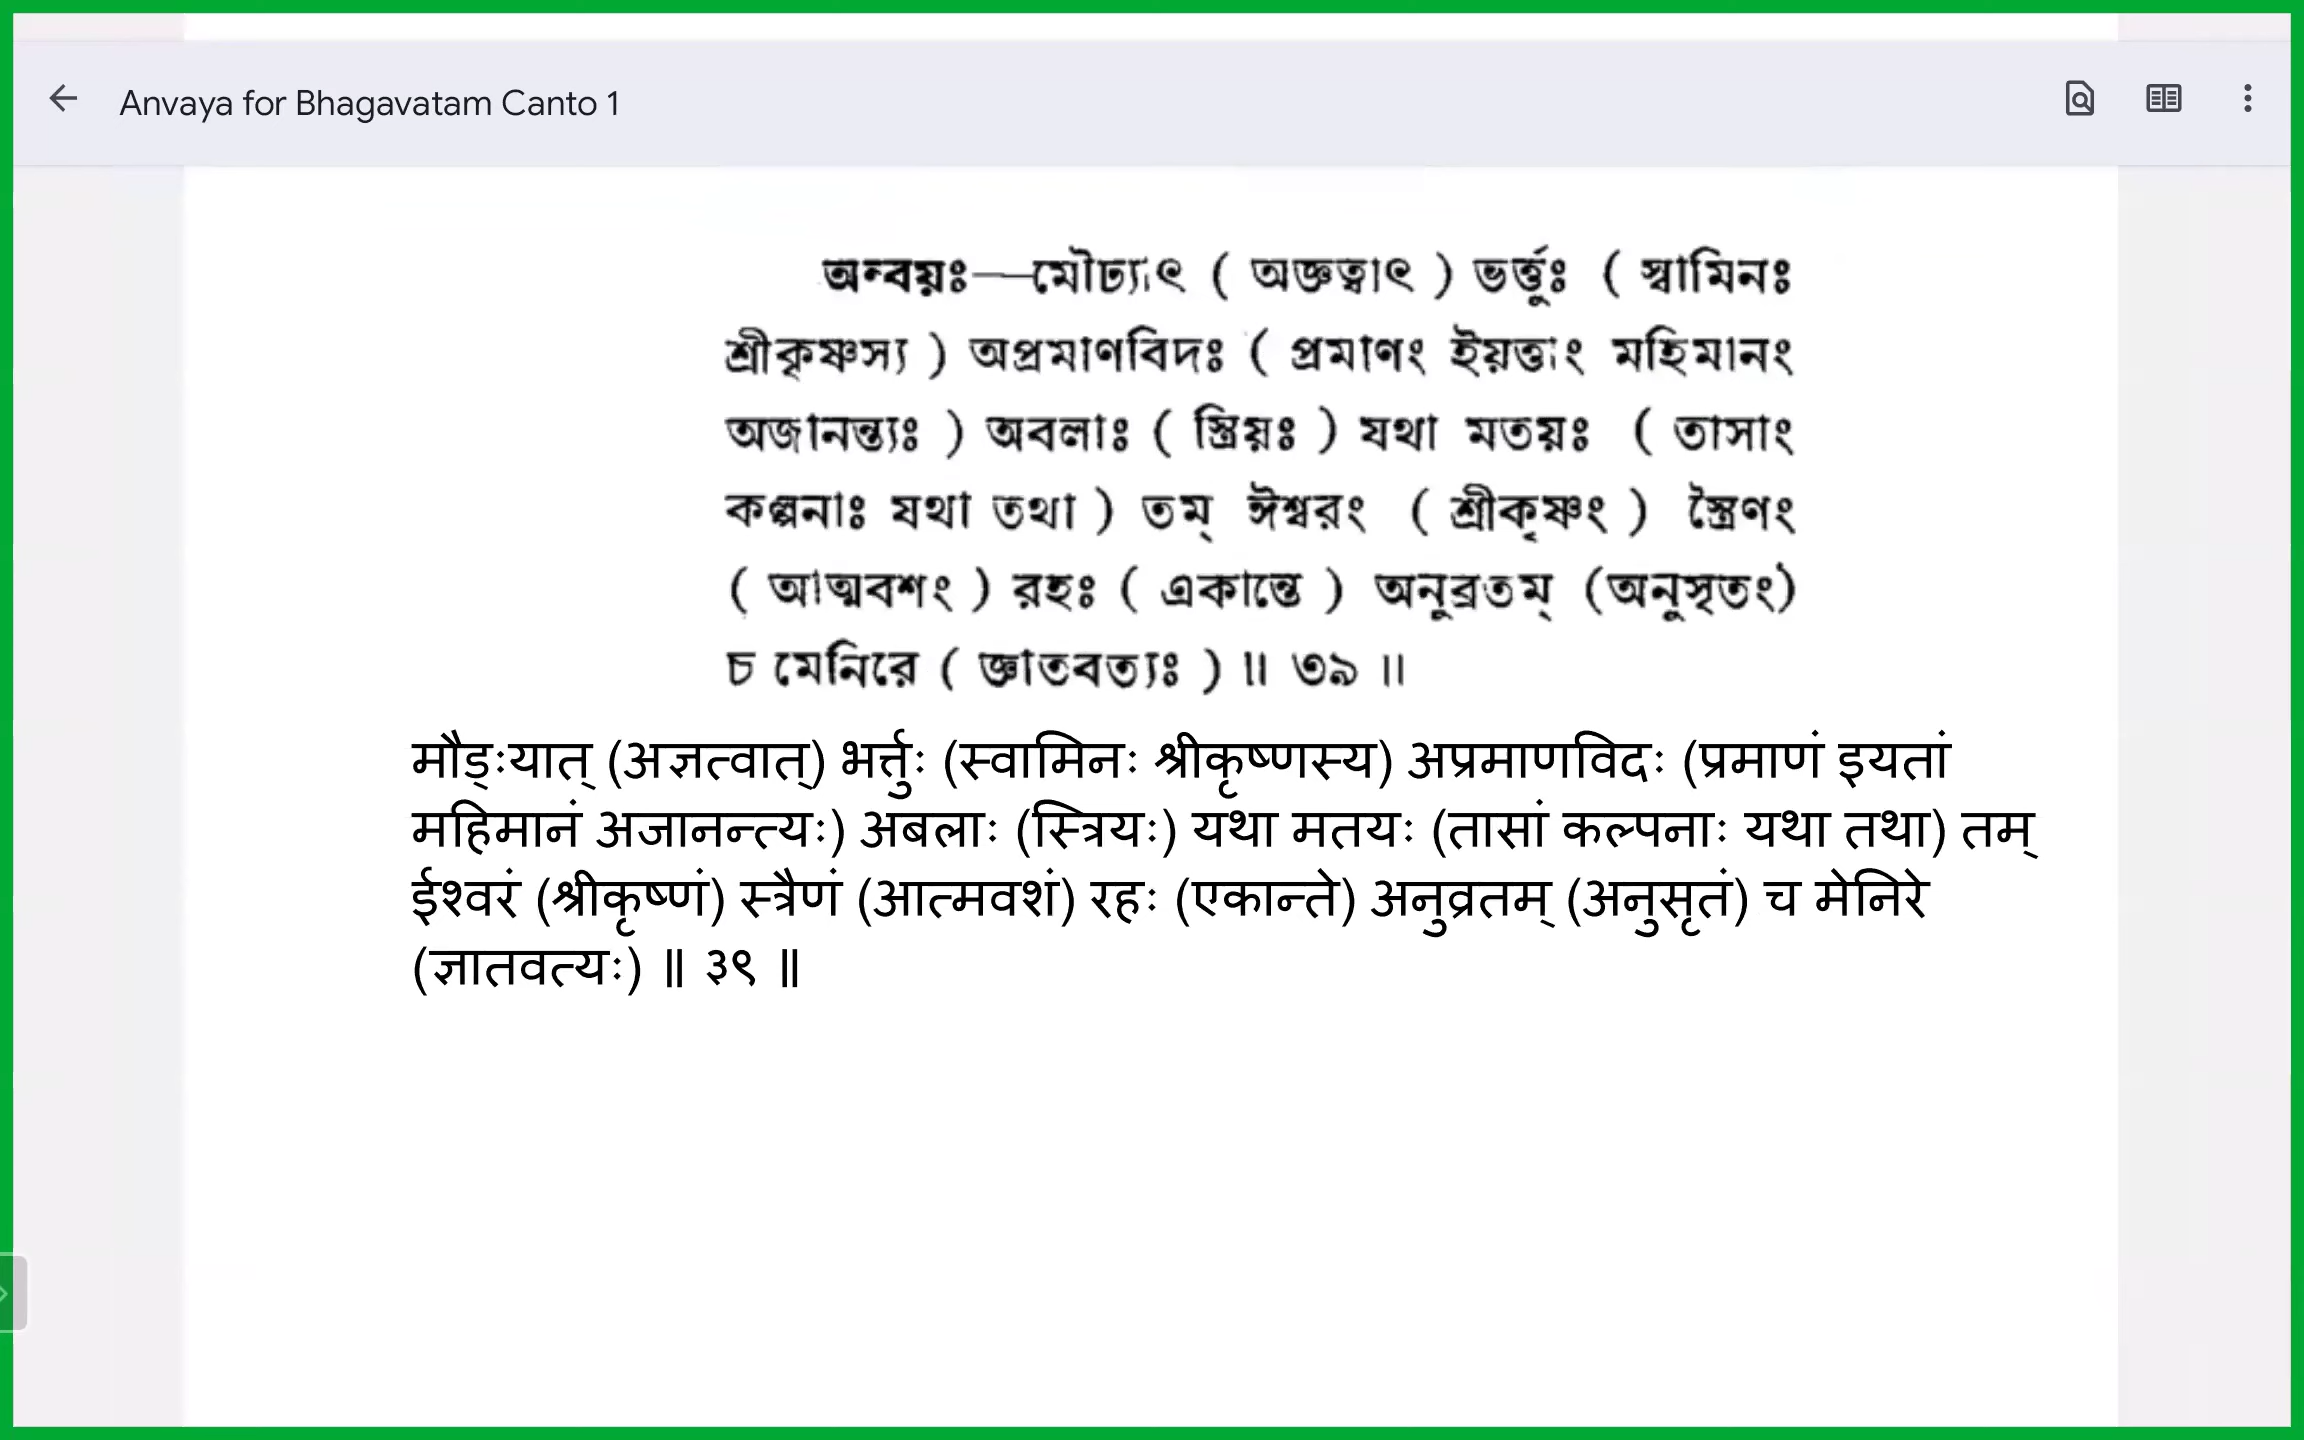 Anvaya for Bhagavatam Canto 1
অন্বয়ঃ—মৌঢ্যাৎ ( অজ্ঞত্বাৎ ) ভর্ত্তুঃ ( স্বামিনঃ
শ্রীকৃষ্ণস্য ) অপ্রমাণবিদঃ ( প্রমাণং ইয়ত্তাং মহিমানং
অজানন্ত্যঃ ) অবলাঃ ( স্ত্রিয়ঃ ) যথা মতয়ঃ ( তাসাং
কল্পনাঃ যথা তথা ) তম্ ঈশ্বরং ( শ্রীকৃষ্ণং ) স্ত্রৈণং
( আত্মবশং ) রহঃ ( একান্তে ) অনুব্রতম্ (অনুসৃতং)
চ মেনিরে ( জ্ঞাতবত্যঃ ) ॥ ৩৯ ॥
मौड्ःयात् (अज्ञत्वात्) भर्त्तुः (स्वामिनः श्रीकृष्णस्य) अप्रमाणविदः (प्रमाणं इयतां
महिमानं अजानन्त्यः) अबलाः (स्त्रियः) यथा मतयः (तासां कल्पनाः यथा तथा) तम्
ईश्वरं (श्रीकृष्णं) स्त्रैणं (आत्मवशं) रहः (एकान्ते) अनुव्रतम् (अनुसृतं) च मेनिरे
(ज्ञातवत्यः) ॥ ३९ ॥